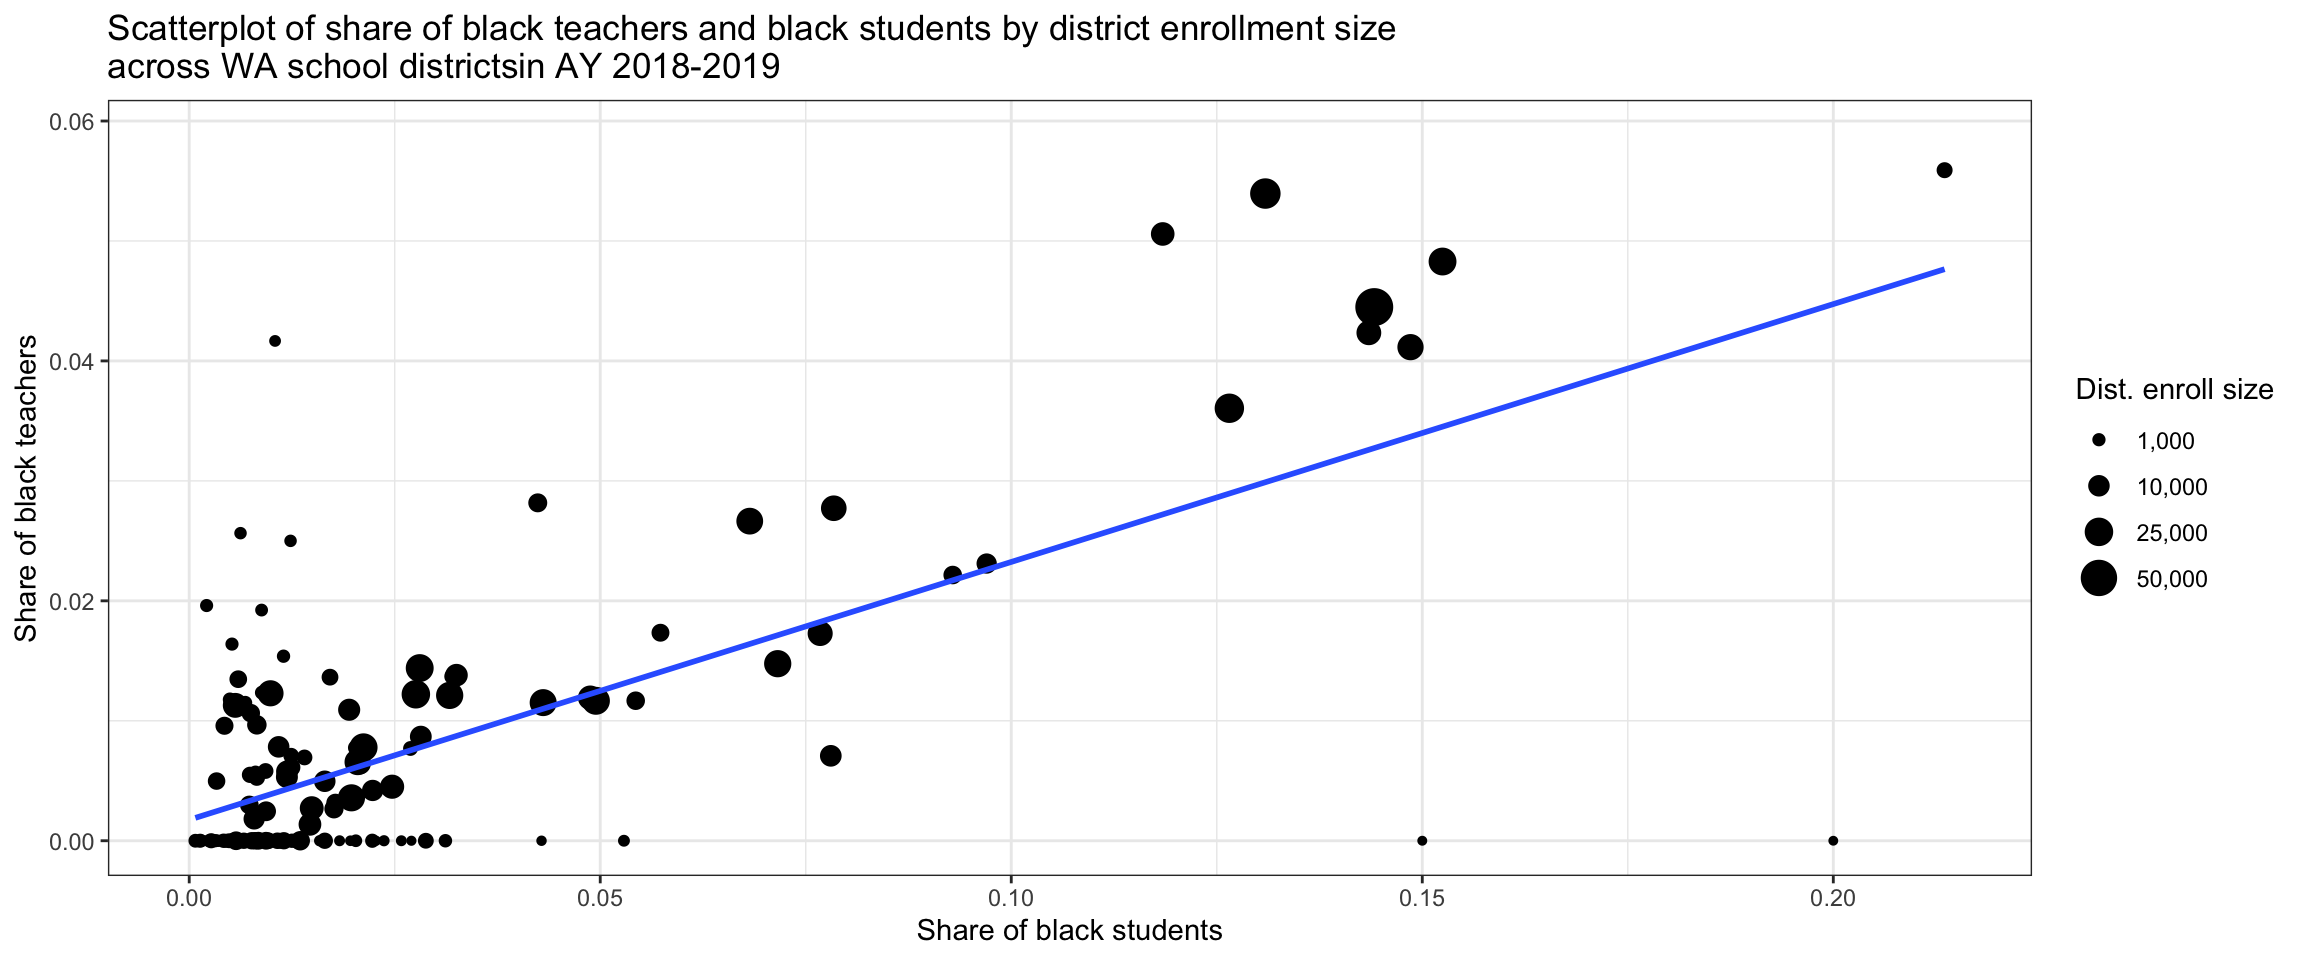 Scatterplot of share of black teachers and black students by district enrollment size
across WA school districtsin AY 2018-2019
0.06
0.04
0.02
0.00
Share of black teachers
0.00
0.05
0.10
0.15
0.20
Share of black students
Dist. enroll size
1,000
10,000
25,000
50,000